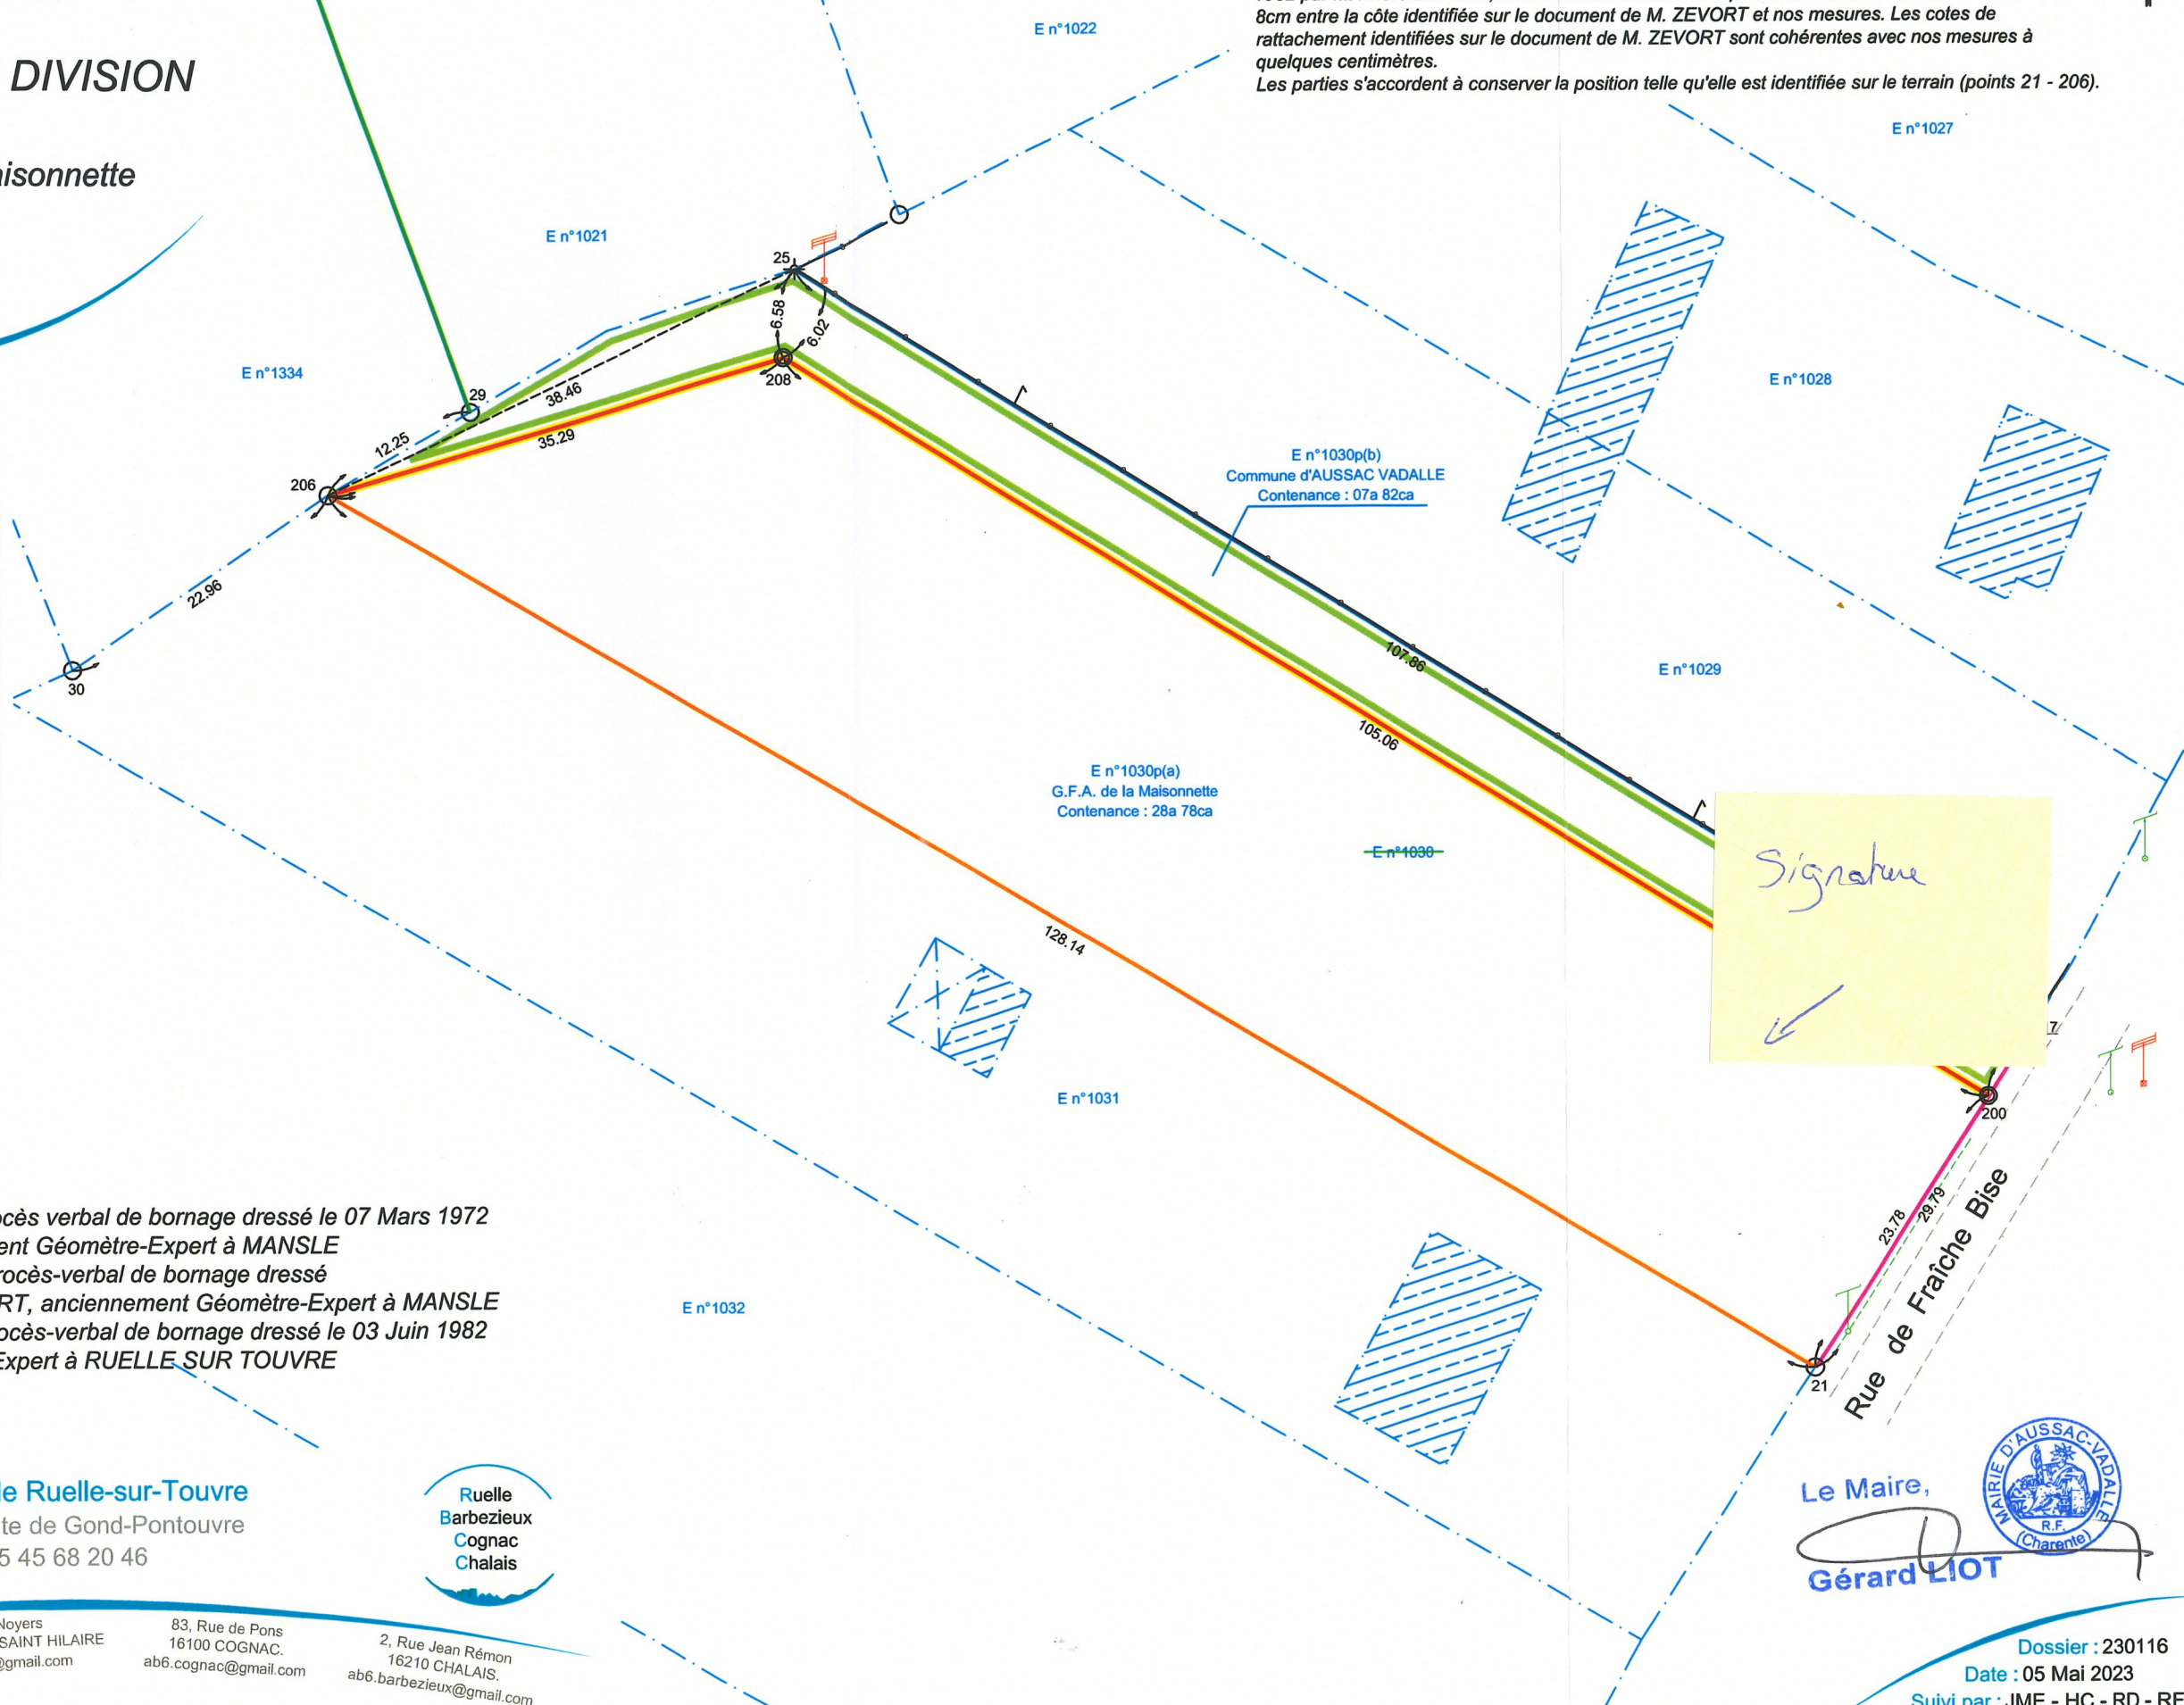 8cm entre la côte identifiée sur le document de M. ZEVORT et nos mesures. Les cotes de
rattachement identifiées sur le document de M. ZEVORT sont cohérentes avec nos mesures à
quelques centimètres.
Les parties s'accordent à conserver la position telle qu'elle est identifiée sur le terrain (points 21 - 206).
DIVISION
isonnette
E n°1022
E n°1027
E n°1021
25
6.58
6.02
208
E n°1334
29
38.46
12.25
35.29
206
22.96
30
E n°1028
E n°1030p(b)
Commune d'AUSSAC VADALLE
Contenance : 07a 82ca
E n°1029
107.86
105.06
E n°1030p(a)
G.F.A. de la Maisonnette
Contenance : 28a 78ca
E n°1030
Signature
128.14
7
200
E n°1031
23.78
29.79
Rue de Fraîche Bise
21
E n°1032
ocès verbal de bornage dressé le 07 Mars 1972
ent Géomètre-Expert à MANSLE
rocès-verbal de bornage dressé
RT, anciennement Géomètre-Expert à MANSLE
ocès-verbal de bornage dressé le 03 Juin 1982
Expert à RUELLE SUR TOUVRE
le Ruelle-sur-Touvre
te de Gond-Pontouvre
5 45 68 20 46
Ruelle
Barbezieux
Cognac
Chalais
Noyers
SAINT HILAIRE
@gmail.com
83, Rue de Pons
16100 COGNAC.
ab6.cognac@gmail.com
2, Rue Jean Rémon
16210 CHALAIS.
ab6.barbezieux@gmail.com
Le Maire,
MAIRIE D'AUSSAC-VADALLE
R.F.
(Charente)
Gérard LIOT
Dossier : 230116
Date : 05 Mai 2023
Suivi par : JMF - HC - RD - RF